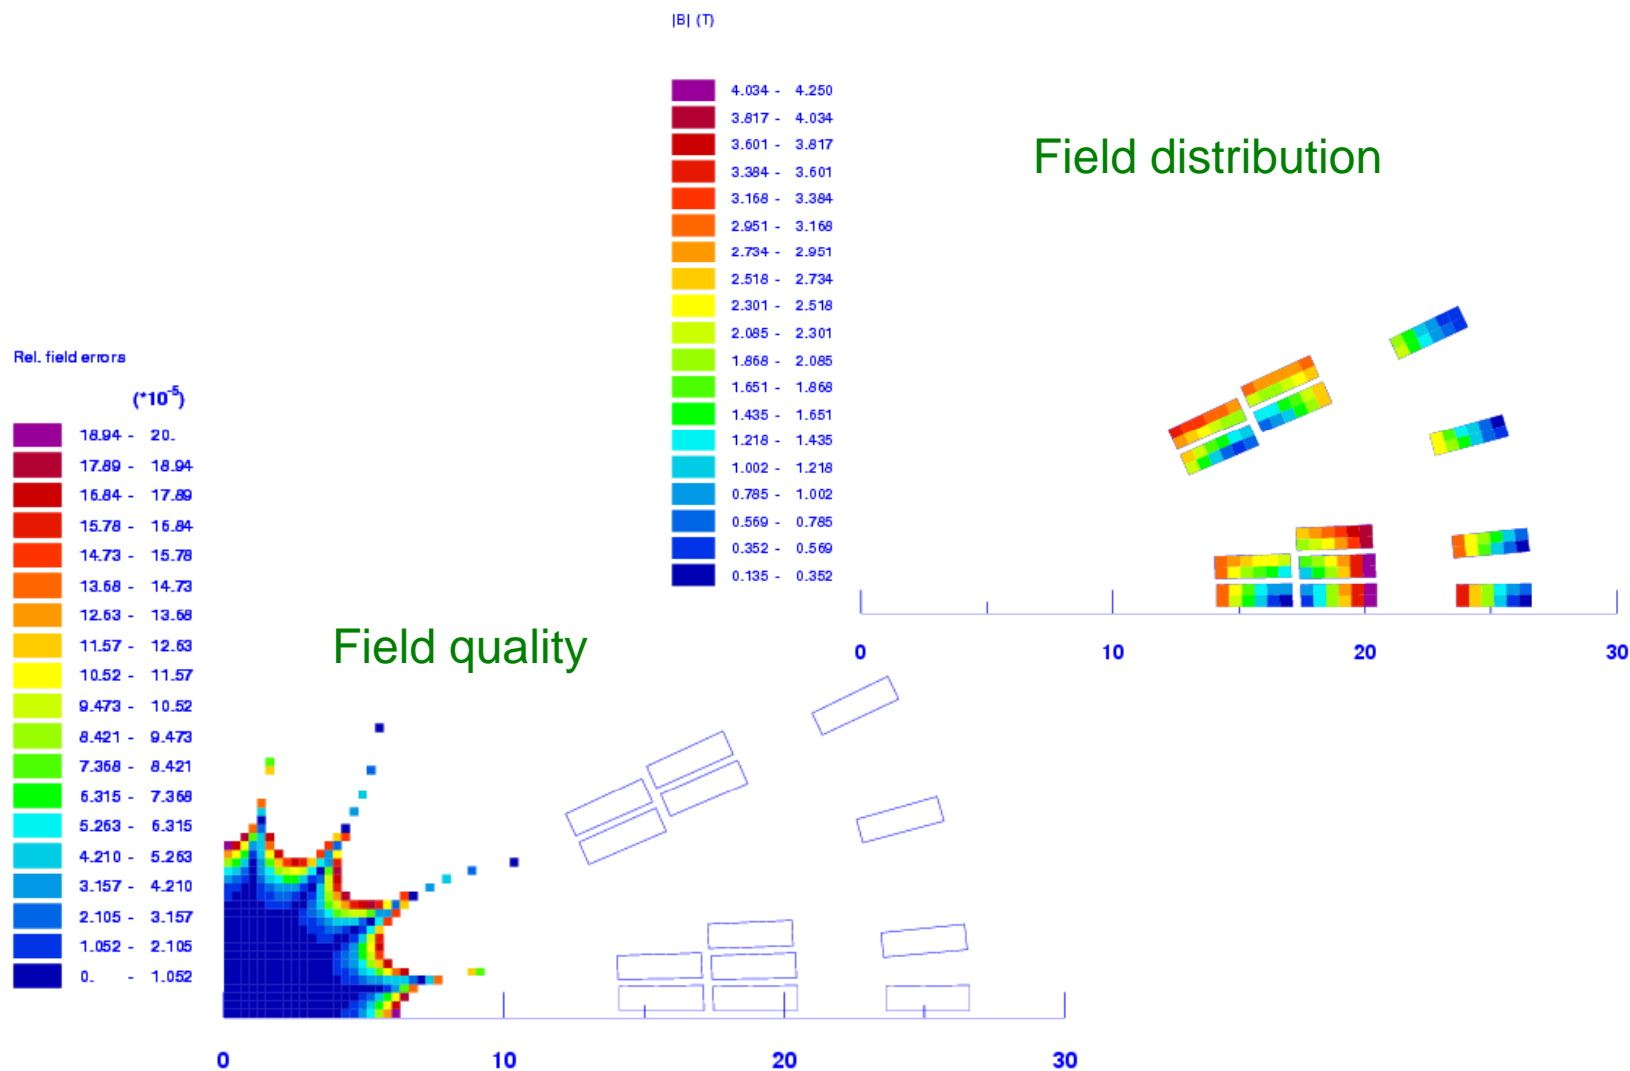 |B| (T)
4.034 - 4.250
3.817 - 4.034
3.601 - 3.817
3.384 - 3.601
3.168 - 3.384
2.951 - 3.168
2.734 - 2.951
2.518 - 2.734
2.301 - 2.518
2.085 - 2.301
1.868 - 2.085
1.651 - 1.868
1.435 - 1.651
1.218 - 1.435
1.002 - 1.218
0.785 - 1.002
0.569 - 0.785
0.352 - 0.569
0.135 - 0.352
Field distribution
0 10 20 30
Rel. field errors
(*10^-5)
18.94 - 20.
17.89 - 18.94
16.84 - 17.89
15.78 - 16.84
14.73 - 15.78
13.68 - 14.73
12.63 - 13.68
11.57 - 12.63
10.52 - 11.57
9.473 - 10.52
8.421 - 9.473
7.368 - 8.421
6.315 - 7.368
5.263 - 6.315
4.210 - 5.263
3.157 - 4.210
2.105 - 3.157
1.052 - 2.105
0. - 1.052
Field quality
0 10 20 30